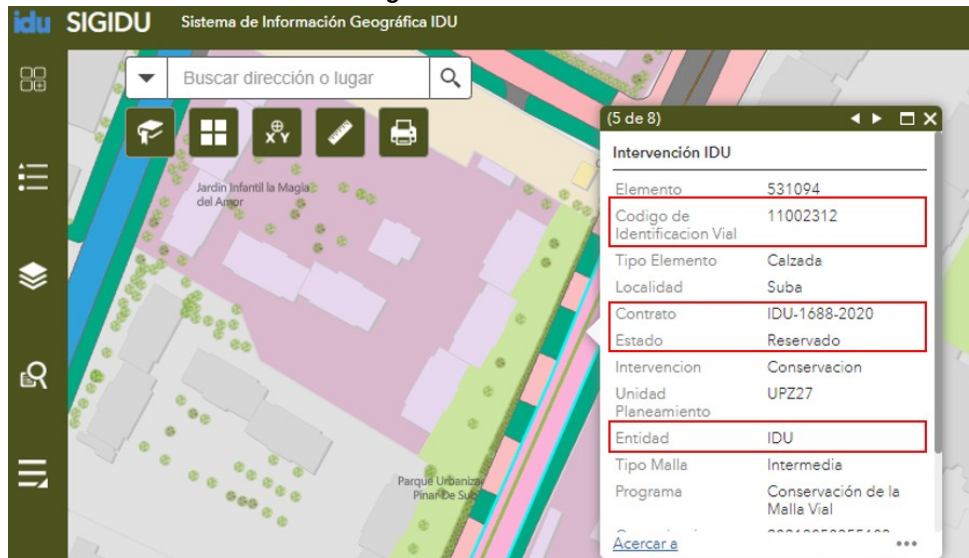 idu SIGIDU Sistema de Información Geográfica IDU
Buscar dirección o lugar
X Y
(5 de 8)
Intervención IDU
Elemento 531094
Codigo de 11002312
Identificacion Vial
Tipo Elemento Calzada
Localidad Suba
Contrato IDU-1688-2020
Estado Reservado
Intervencion Conservacion
Unidad UPZ27
Planeamiento
Entidad IDU
Tipo Malla Intermedia
Programa Conservación de la
Malla Vial
Acercar a
Jardin Infantil la Magia
del Amor
Parque Urbanizac
Pinar De Sub